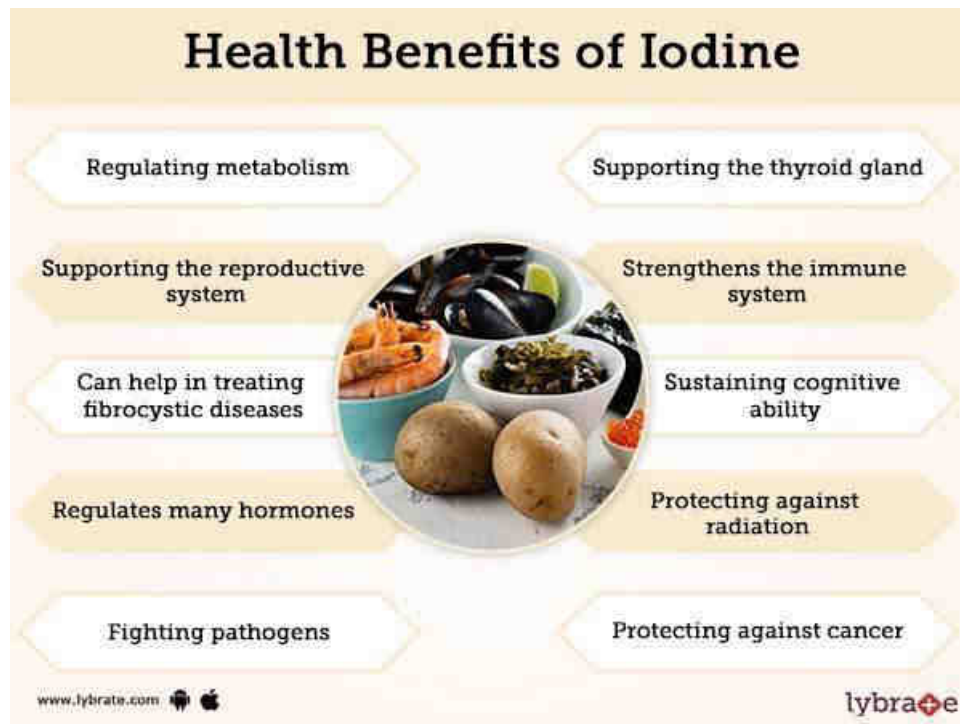 Health Benefits of Iodine
Regulating metabolism
Supporting the thyroid gland
Supporting the reproductive
system
Strengthens the immune
system
Can help in treating
fibrocystic diseases
Sustaining cognitive
ability
Regulates many hormones
Protecting against
radiation
Fighting pathogens
Protecting against cancer
www.lybrate.com
lybrate